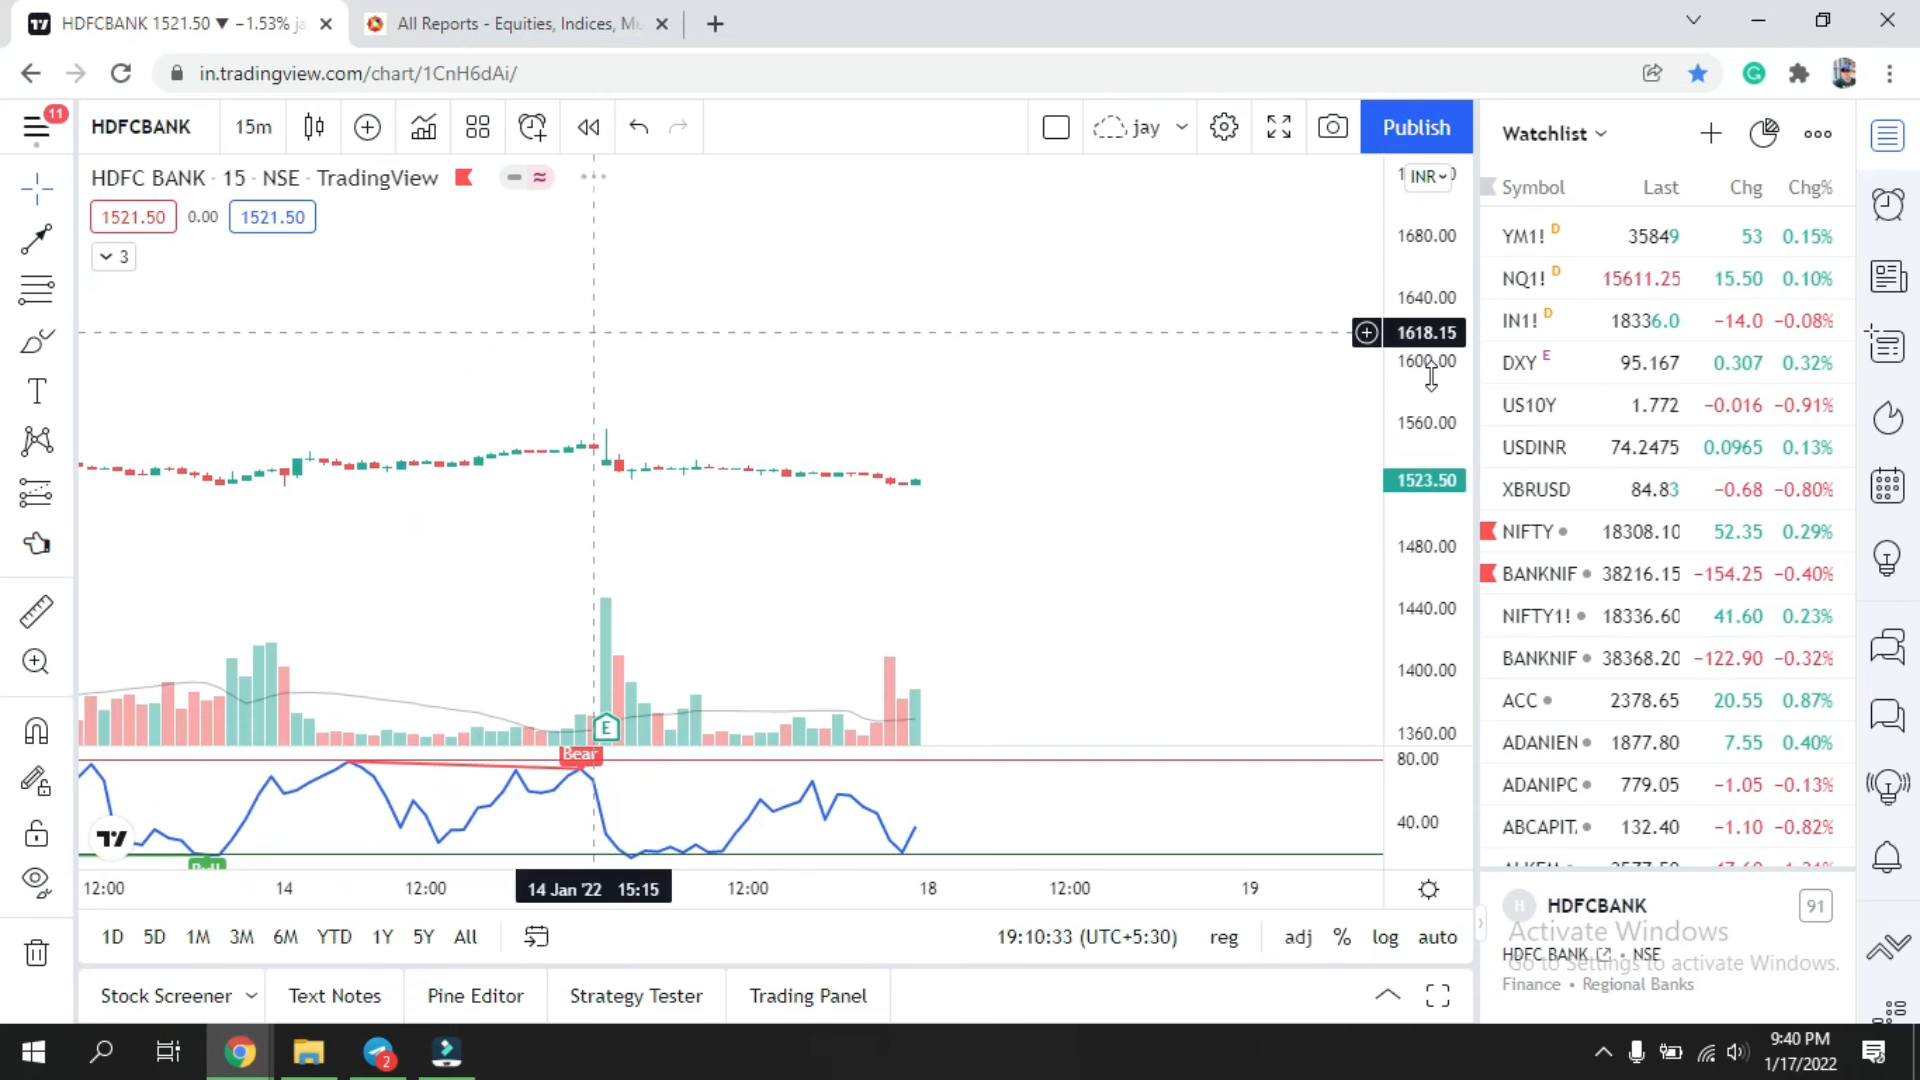 HDFCBANK 1521.50 ▼ −1.53%
All Reports - Equities, Indices, Mu
in.tradingview.com/chart/1CnH6dAi/
11
HDFCBANK
15m
jay
Publish
HDFC BANK · 15 · NSE · TradingView
1521.50
0.00
1521.50
3
INR
1680.00
1640.00
1618.15
1600.00
1560.00
1523.50
1480.00
1440.00
1400.00
1360.00
E
Bear
80.00
40.00
12:00
14
12:00
14 Jan '22 15:15
12:00
18
12:00
19
1D 5D 1M 3M 6M YTD 1Y 5Y All
19:10:33 (UTC+5:30)
reg
adj % log auto
Stock Screener
Text Notes
Pine Editor
Strategy Tester
Trading Panel
Watchlist
Symbol Last Chg Chg%
YM1! D 35849 53 0.15%
NQ1! D 15611.25 15.50 0.10%
IN1! D 18336.0 −14.0 −0.08%
DXY E 95.167 0.307 0.32%
US10Y 1.772 −0.016 −0.91%
USDINR 74.2475 0.0965 0.13%
XBRUSD 84.83 −0.68 −0.80%
NIFTY 18308.10 52.35 0.29%
BANKNIF 38216.15 −154.25 −0.40%
NIFTY1! 18336.60 41.60 0.23%
BANKNIF 38368.20 −122.90 −0.32%
ACC 2378.65 20.55 0.87%
ADANIEN 1877.80 7.55 0.40%
ADANIPC 779.05 −1.05 −0.13%
ABCAPIT. 132.40 −1.10 −0.82%
HDFCBANK
91
Activate Windows
HDFC BANK · NSE
Go to Settings to activate Windows.
Finance • Regional Banks
2
9:40 PM
1/17/2022